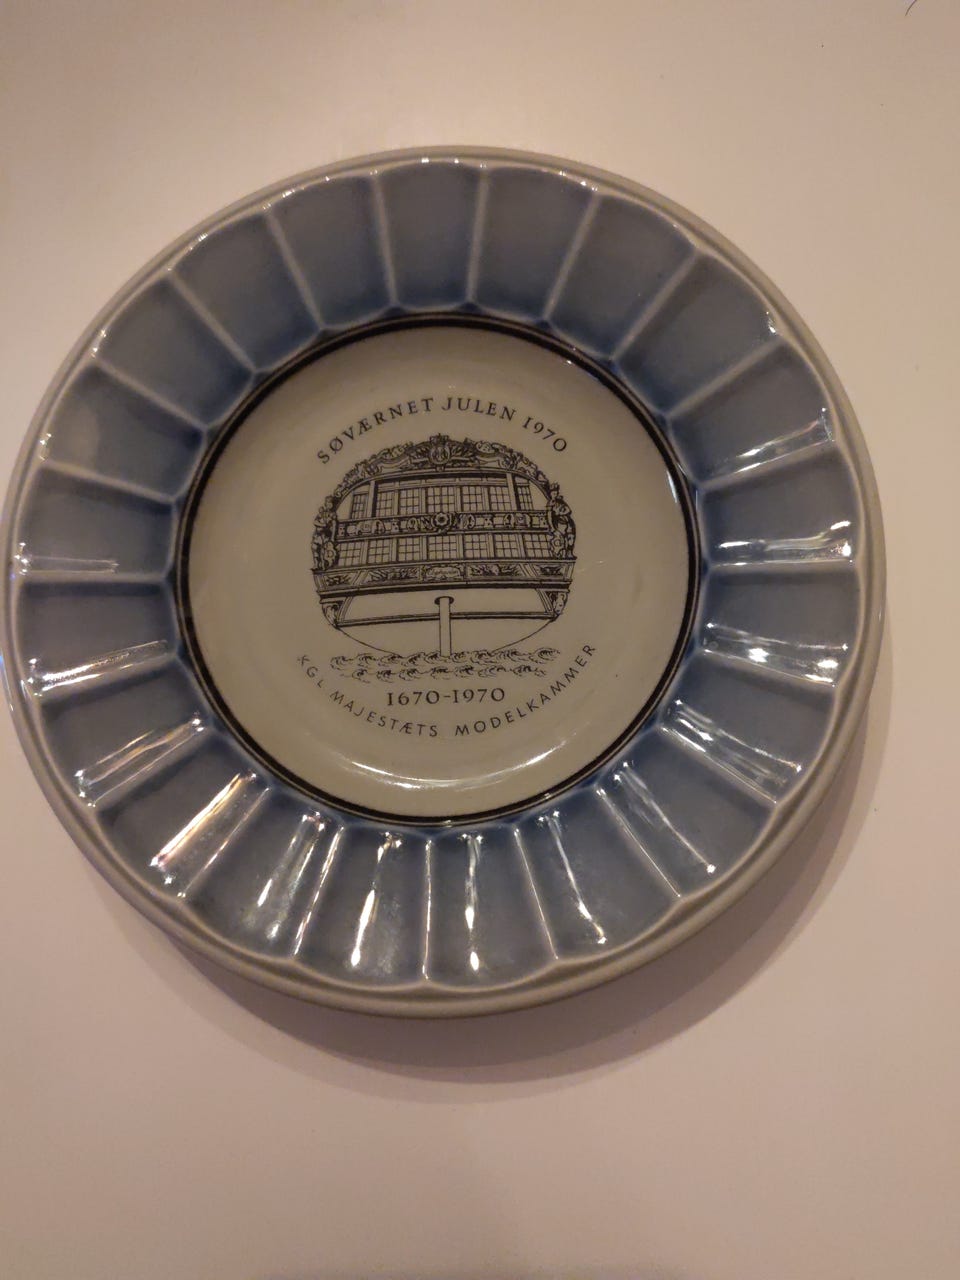 SØVÆRNET JULEN 1970
1670-1970
KGL MAJESTÆTS MODELKAMMER